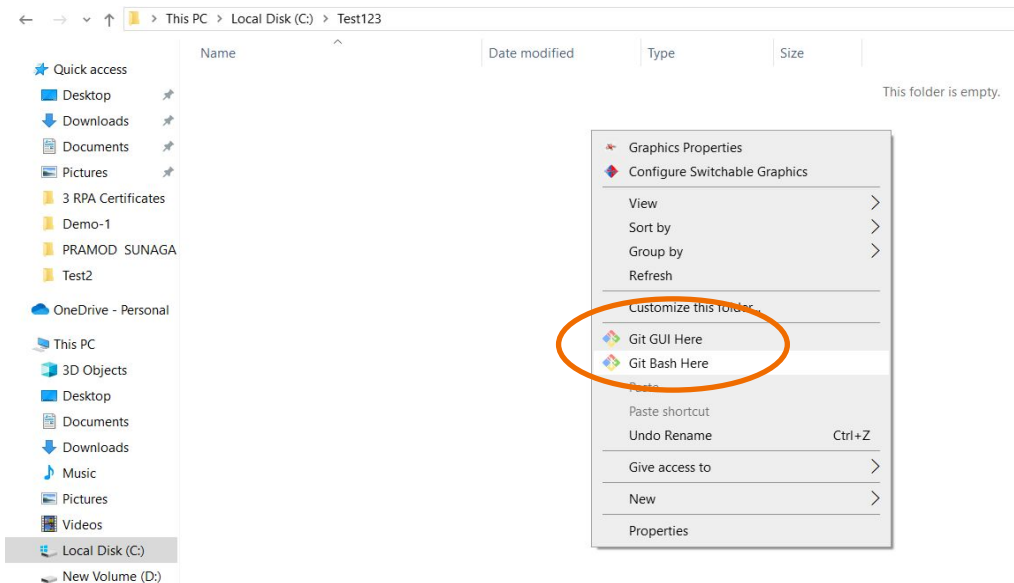 This PC > Local Disk (C:) > Test123
Name Date modified Type Size
This folder is empty.
Quick access
Desktop
Downloads
Documents
Pictures
3 RPA Certificates
Demo-1
PRAMOD SUNAGA
Test2
OneDrive - Personal
This PC
3D Objects
Desktop
Documents
Downloads
Music
Pictures
Videos
Local Disk (C:)
New Volume (D:)
Graphics Properties
Configure Switchable Graphics
View
Sort by
Group by
Refresh
Customize this folder...
Git GUI Here
Git Bash Here
Paste
Paste shortcut
Undo Rename Ctrl+Z
Give access to
New
Properties